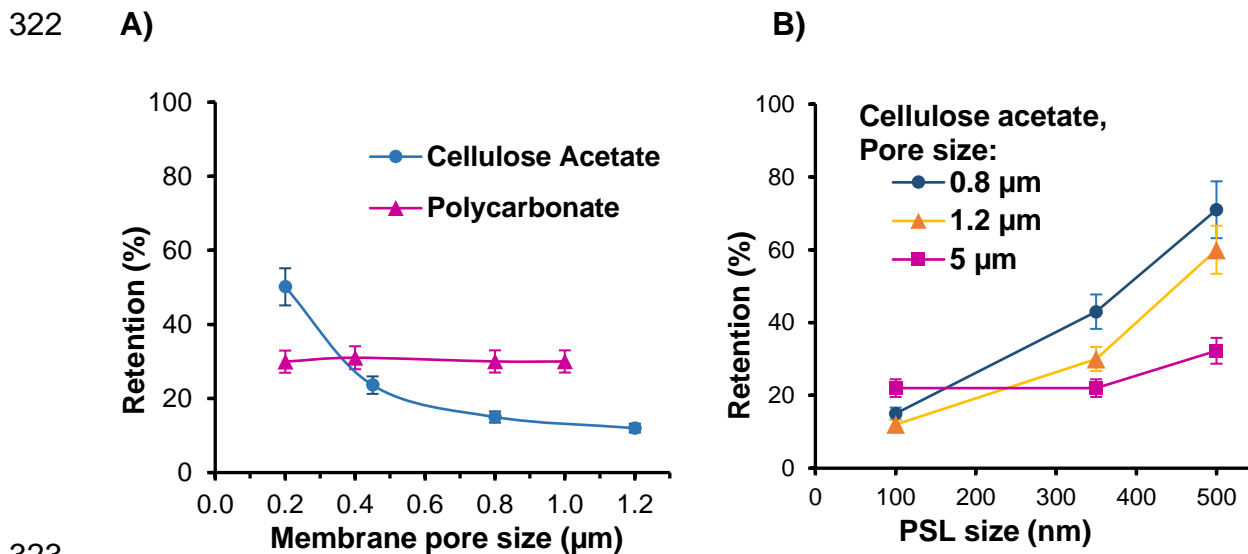 322 A) B)
100
80
60
40
20
0
Retention (%)
Cellulose Acetate
Polycarbonate
0.0 0.2 0.4 0.6 0.8 1.0 1.2
Membrane pore size (µm)
100
80
60
40
20
0
Retention (%)
Cellulose acetate,
Pore size:
0.8 µm
1.2 µm
5 µm
0 100 200 300 400 500
PSL size (nm)
323